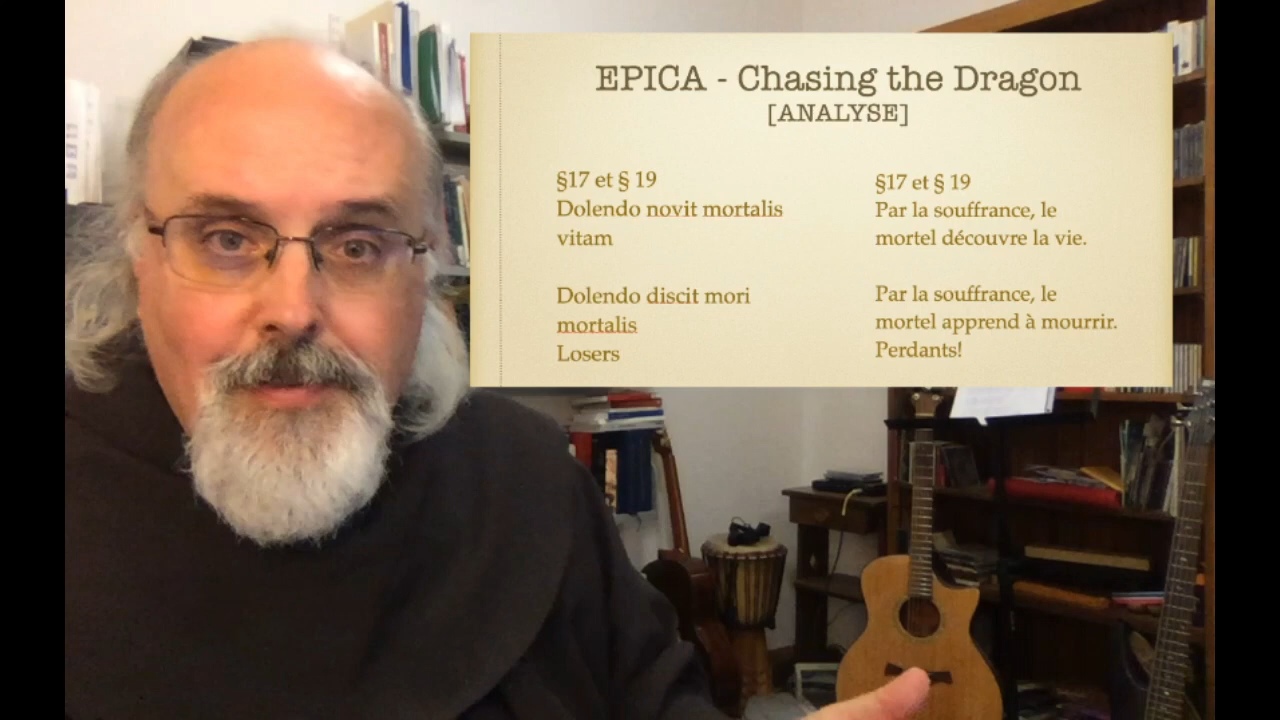 EPICA - Chasing the Dragon
[ANALYSE]
§17 et § 19
Dolendo novit mortalis
vitam
Dolendo discit mori
mortalis
Losers
§17 et § 19
Par la souffrance, le
mortel découvre la vie.
Par la souffrance, le
mortel apprend à mourrir.
Perdants!